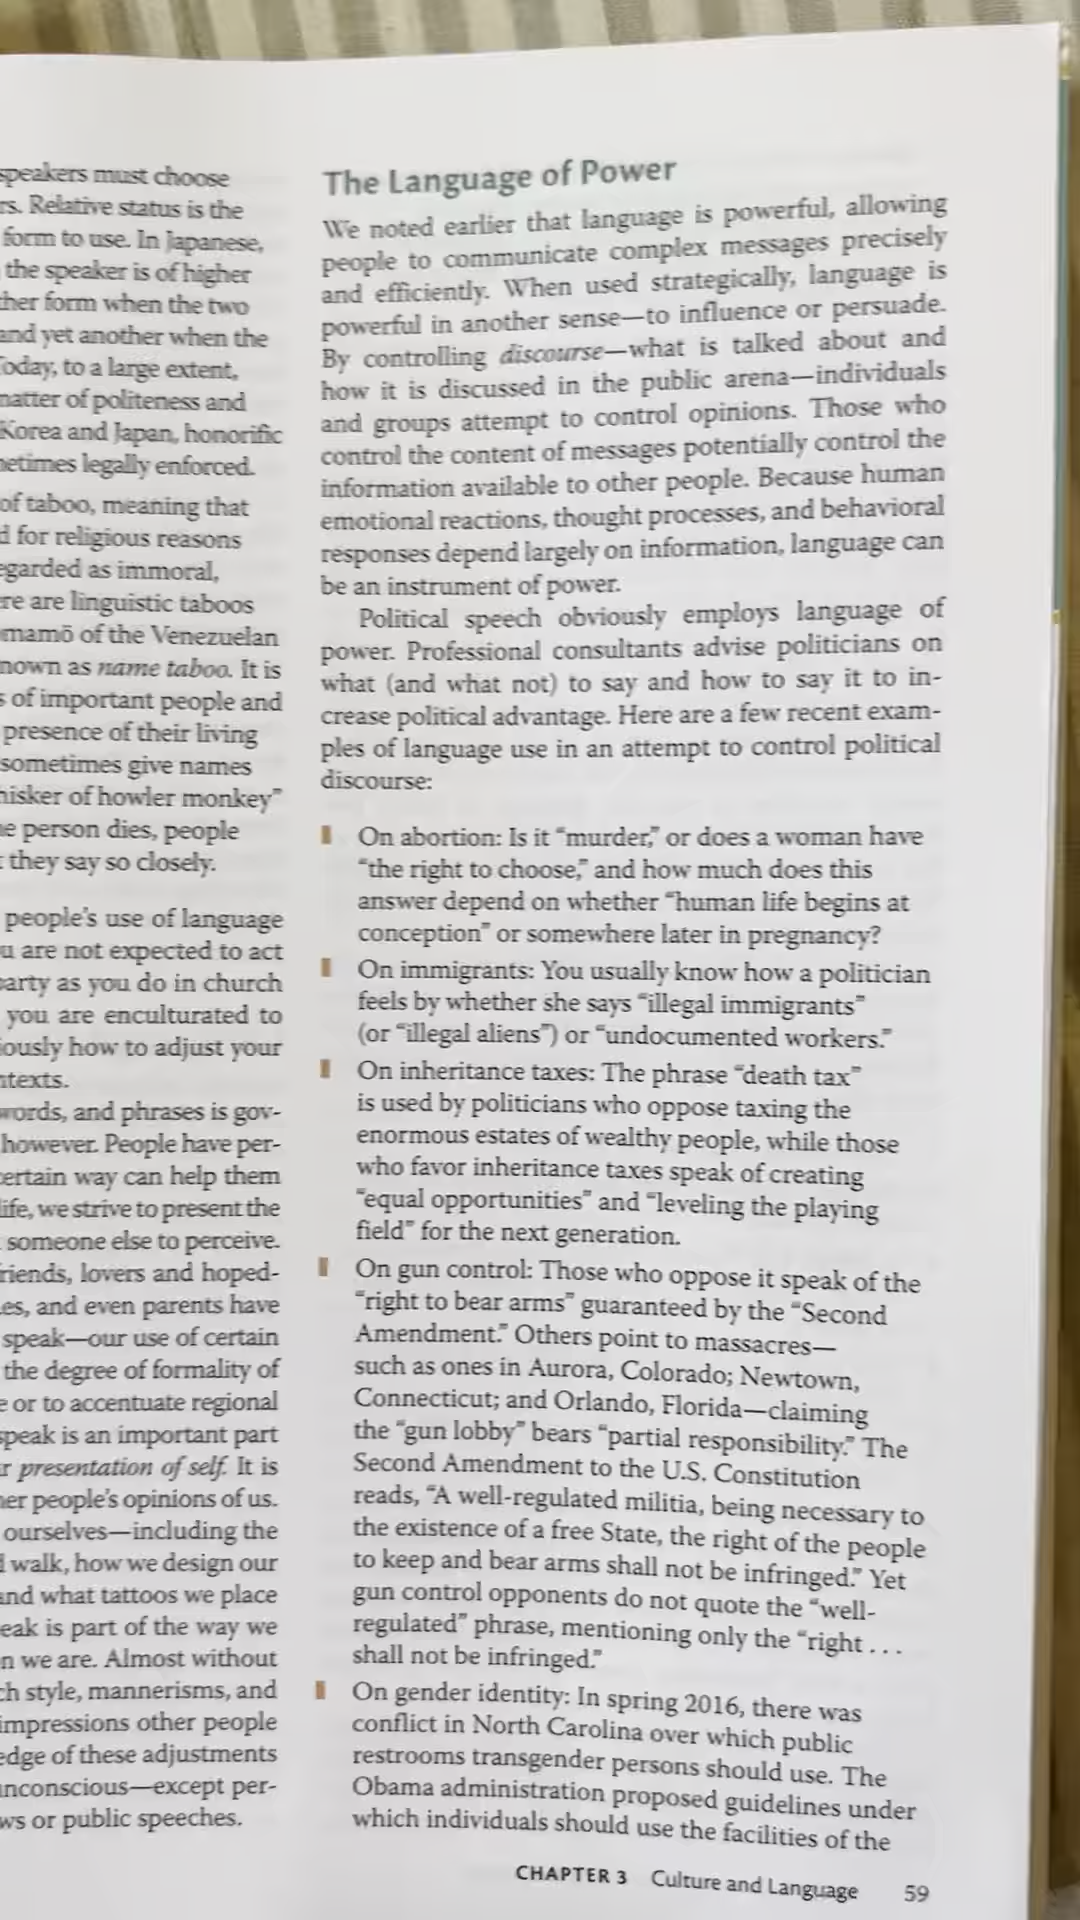 speakers must choose
rs. Relative status is the
form to use. In Japanese,
the speaker is of higher
ther form when the two
and yet another when the
Today, to a large extent,
matter of politeness and
Korea and Japan, honorific
metimes legally enforced.
of taboo, meaning that
d for religious reasons
egarded as immoral,
re are linguistic taboos
mamö of the Venezuelan
nown as name taboo. It is
s of important people and
presence of their living
sometimes give names
hisker of howler monkey”
e person dies, people
t they say so closely.
people’s use of language
u are not expected to act
party as you do in church
you are enculturated to
iously how to adjust your
ntexts.
words, and phrases is gov-
however. People have per-
certain way can help them
life, we strive to present the
someone else to perceive.
riends, lovers and hoped-
es, and even parents have
speak—our use of certain
the degree of formality of
e or to accentuate regional
speak is an important part
r presentation of self. It is
her people’s opinions of us.
ourselves—including the
d walk, how we design our
and what tattoos we place
eak is part of the way we
n we are. Almost without
ch style, mannerisms, and
impressions other people
edge of these adjustments
nconscious—except per-
ws or public speeches.
The Language of Power
We noted earlier that language is powerful, allowing
people to communicate complex messages precisely
and efficiently. When used strategically, language is
powerful in another sense—to influence or persuade.
By controlling discourse—what is talked about and
how it is discussed in the public arena—individuals
and groups attempt to control opinions. Those who
control the content of messages potentially control the
information available to other people. Because human
emotional reactions, thought processes, and behavioral
responses depend largely on information, language can
be an instrument of power.
Political speech obviously employs language of
power. Professional consultants advise politicians on
what (and what not) to say and how to say it to in-
crease political advantage. Here are a few recent exam-
ples of language use in an attempt to control political
discourse:
On abortion: Is it “murder,” or does a woman have
“the right to choose,” and how much does this
answer depend on whether “human life begins at
conception” or somewhere later in pregnancy?
On immigrants: You usually know how a politician
feels by whether she says “illegal immigrants”
(or “illegal aliens”) or “undocumented workers.”
On inheritance taxes: The phrase “death tax”
is used by politicians who oppose taxing the
enormous estates of wealthy people, while those
who favor inheritance taxes speak of creating
“equal opportunities” and “leveling the playing
field” for the next generation.
On gun control: Those who oppose it speak of the
“right to bear arms” guaranteed by the “Second
Amendment.” Others point to massacres—
such as ones in Aurora, Colorado; Newtown,
Connecticut; and Orlando, Florida—claiming
the “gun lobby” bears “partial responsibility.” The
Second Amendment to the U.S. Constitution
reads, “A well-regulated militia, being necessary to
the existence of a free State, the right of the people
to keep and bear arms shall not be infringed.” Yet
gun control opponents do not quote the “well-
regulated” phrase, mentioning only the “right . . .
shall not be infringed.”
On gender identity: In spring 2016, there was
conflict in North Carolina over which public
restrooms transgender persons should use. The
Obama administration proposed guidelines under
which individuals should use the facilities of the
CHAPTER 3 Culture and Language 59